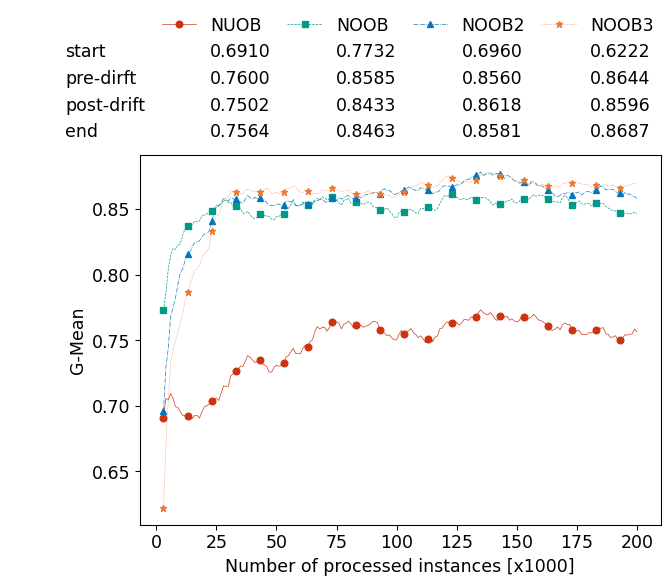 NUOB NOOB NOOB2 NOOB3
start 0.6910 0.7732 0.6960 0.6222
pre-dirft 0.7600 0.8585 0.8560 0.8644
post-drift 0.7502 0.8433 0.8618 0.8596
end 0.7564 0.8463 0.8581 0.8687
G-Mean
0.85
0.80
0.75
0.70
0.65
0 25 50 75 100 125 150 175 200
Number of processed instances [x1000]